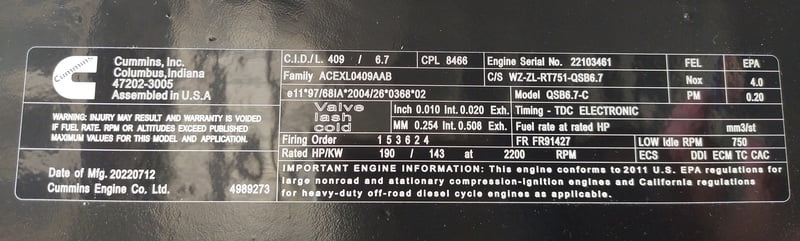 Cummins
Cummins, Inc.
Columbus,Indiana
47202-3005
Assembled in U.S.A
WARNING: INJURY MAY RESULT AND WARRANTY IS VOIDED
IF FUEL RATE. RPM OR ALTITUDES EXCEED PUBLISHED
MAXIMUM VALUES FOR THIS MODEL AND APPLICATION.
Date of Mfg. 20220712
Cummins Engine Co. Ltd. 4989273
C.I.D./L. 409 / 6.7 CPL 8466 Engine Serial No. 22103461 FEL EPA
Family ACEXL0409AAB C/S WZ-ZL-RT751-QSB6.7 Nox 4.0
e11*97/68IA*2004/26*0368*02 Model QSB6.7-C PM 0.20
Valve lash cold
Inch 0.010 Int. 0.020 Exh. Timing - TDC ELECTRONIC
MM 0.254 Int. 0.508 Exh. Fuel rate at rated HP mm3/st
Firing Order 1 5 3 6 2 4 FR FR91427 LOW Idle RPM 750
Rated HP/KW 190 / 143 at 2200 RPM ECS DDI ECM TC CAC
IMPORTANT ENGINE INFORMATION: This engine conforms to 2011 U.S. EPA regulations for
large nonroad and stationary compression-ignition engines and California regulations
for heavy-duty off-road diesel cycle engines as applicable.